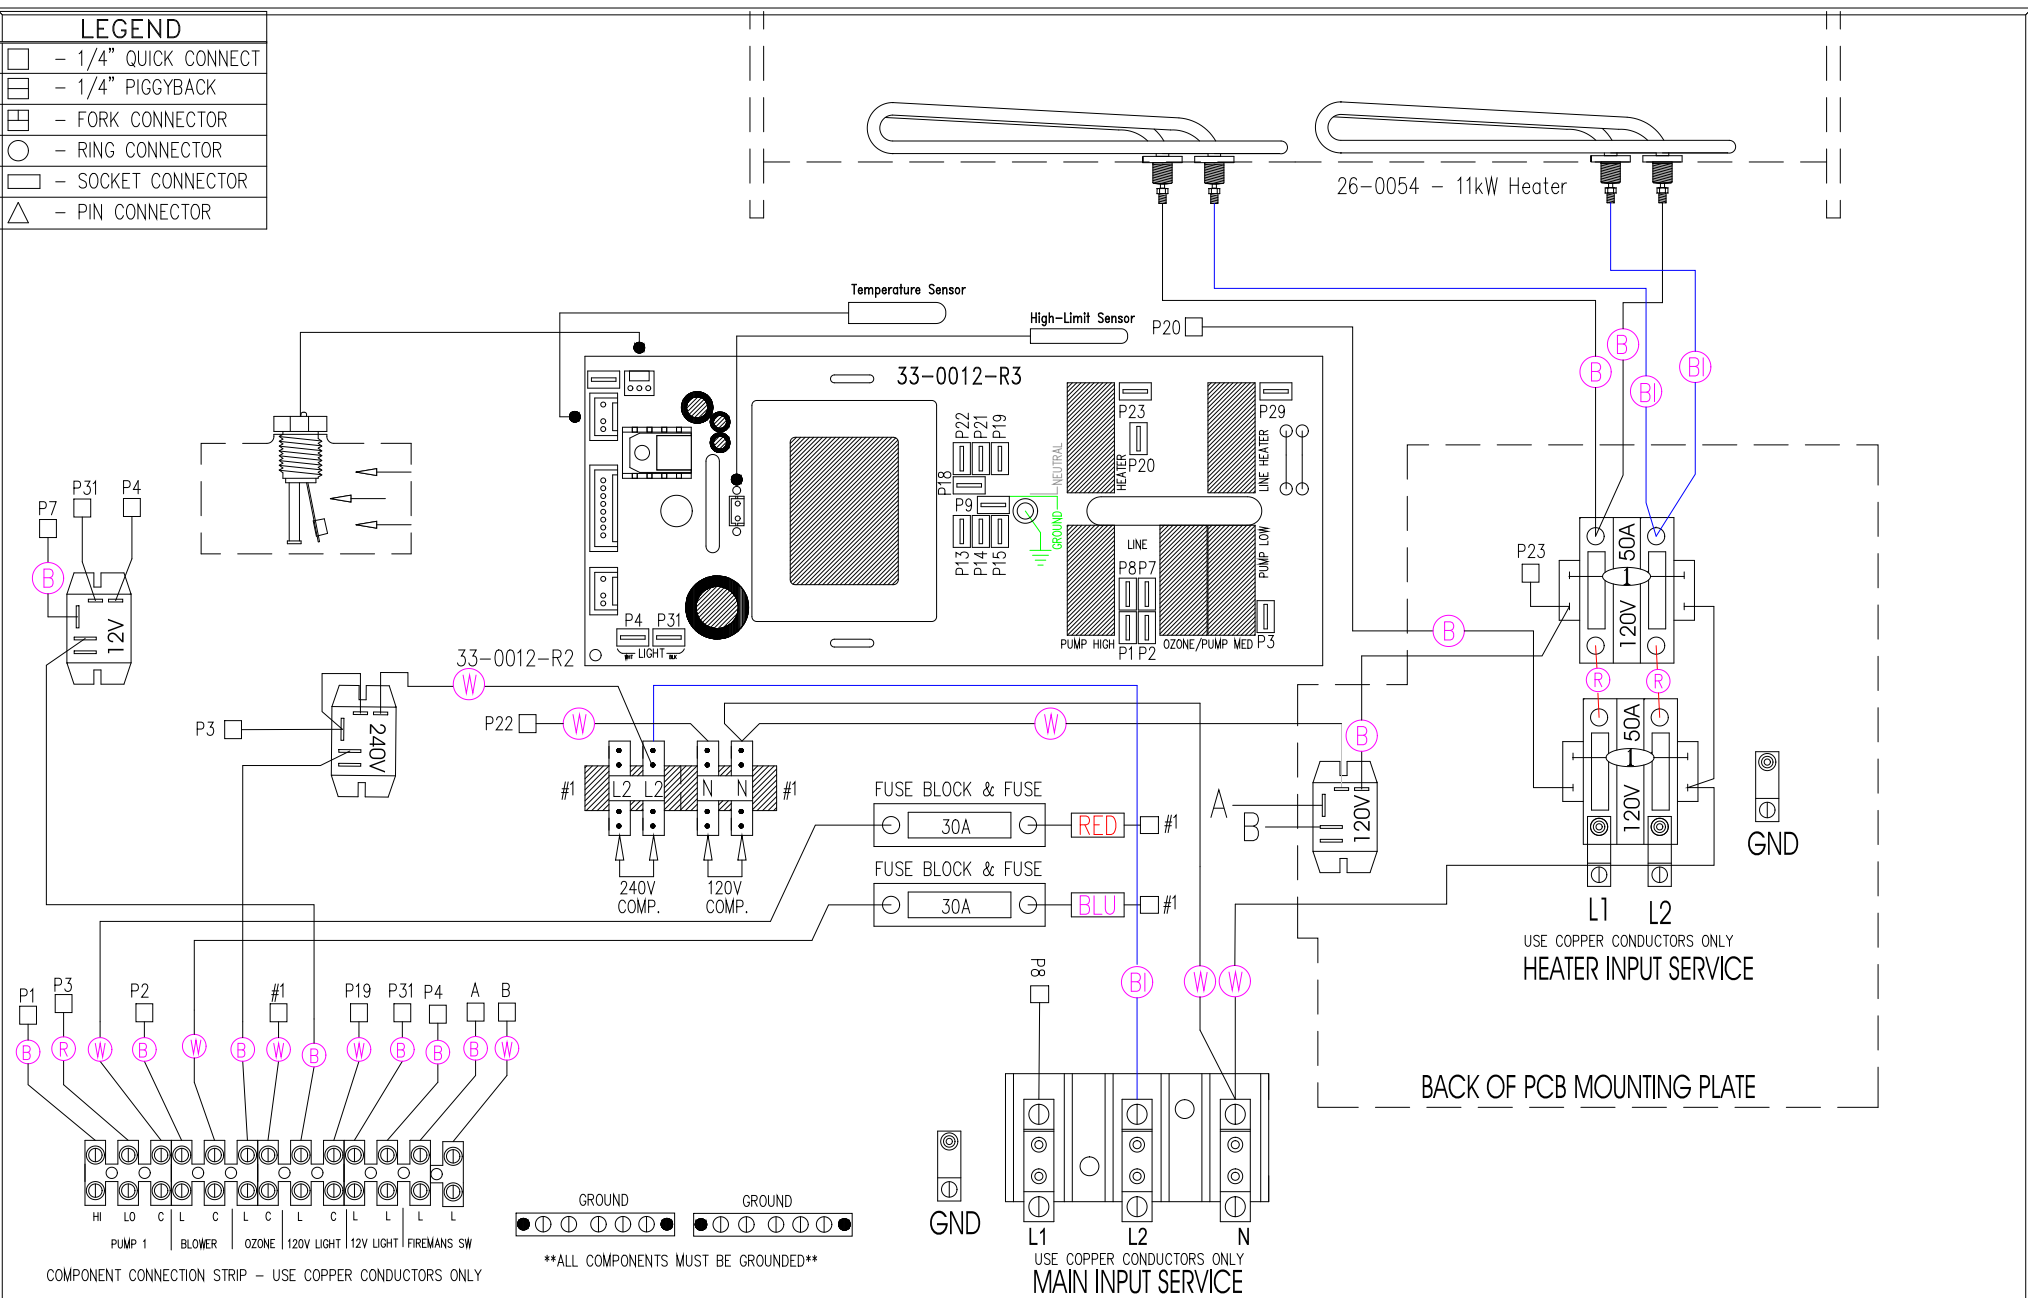 LEGEND
- 1/4" QUICK CONNECT
- 1/4" PIGGYBACK
- FORK CONNECTOR
- RING CONNECTOR
- SOCKET CONNECTOR
- PIN CONNECTOR
26-0054 - 11kW Heater
Temperature Sensor
High-Limit Sensor
P20
B
B
BI
BI
33-0012-R3
P23
P29
P22
P21
P19
P20
HEATER
LINE HEATER
NEUTRAL
P18
P9
GROUND
P13
P14
P15
LINE
P8 P7
PUMP LOW
P4 P31
LIGHT
PUMP HIGH
P1 P2
OZONE/PUMP MED
P3
33-0012-R2
P7
P31
P4
B
12V
P23
50A
1
120V
B
R
R
50A
1
120V
W
P3
240V
P22
W
W
B
#1
L2 L2 N N
#1
240V
COMP.
120V
COMP.
FUSE BLOCK & FUSE
30A
RED
#1
FUSE BLOCK & FUSE
30A
BLU
#1
A
B
120V
GND
L1 L2
USE COPPER CONDUCTORS ONLY
HEATER INPUT SERVICE
BACK OF PCB MOUNTING PLATE
P8
BI
W
W
P1
P3
P2
#1
P19
P31
P4
A
B
B
R
W
B
W
B
W
B
W
B
B
B
W
HI LO C L C L C L C L L L L
PUMP 1 BLOWER OZONE 120V LIGHT 12V LIGHT FIREMANS SW
COMPONENT CONNECTION STRIP - USE COPPER CONDUCTORS ONLY
GROUND
GROUND
**ALL COMPONENTS MUST BE GROUNDED**
GND
L1 L2 N
USE COPPER CONDUCTORS ONLY
MAIN INPUT SERVICE